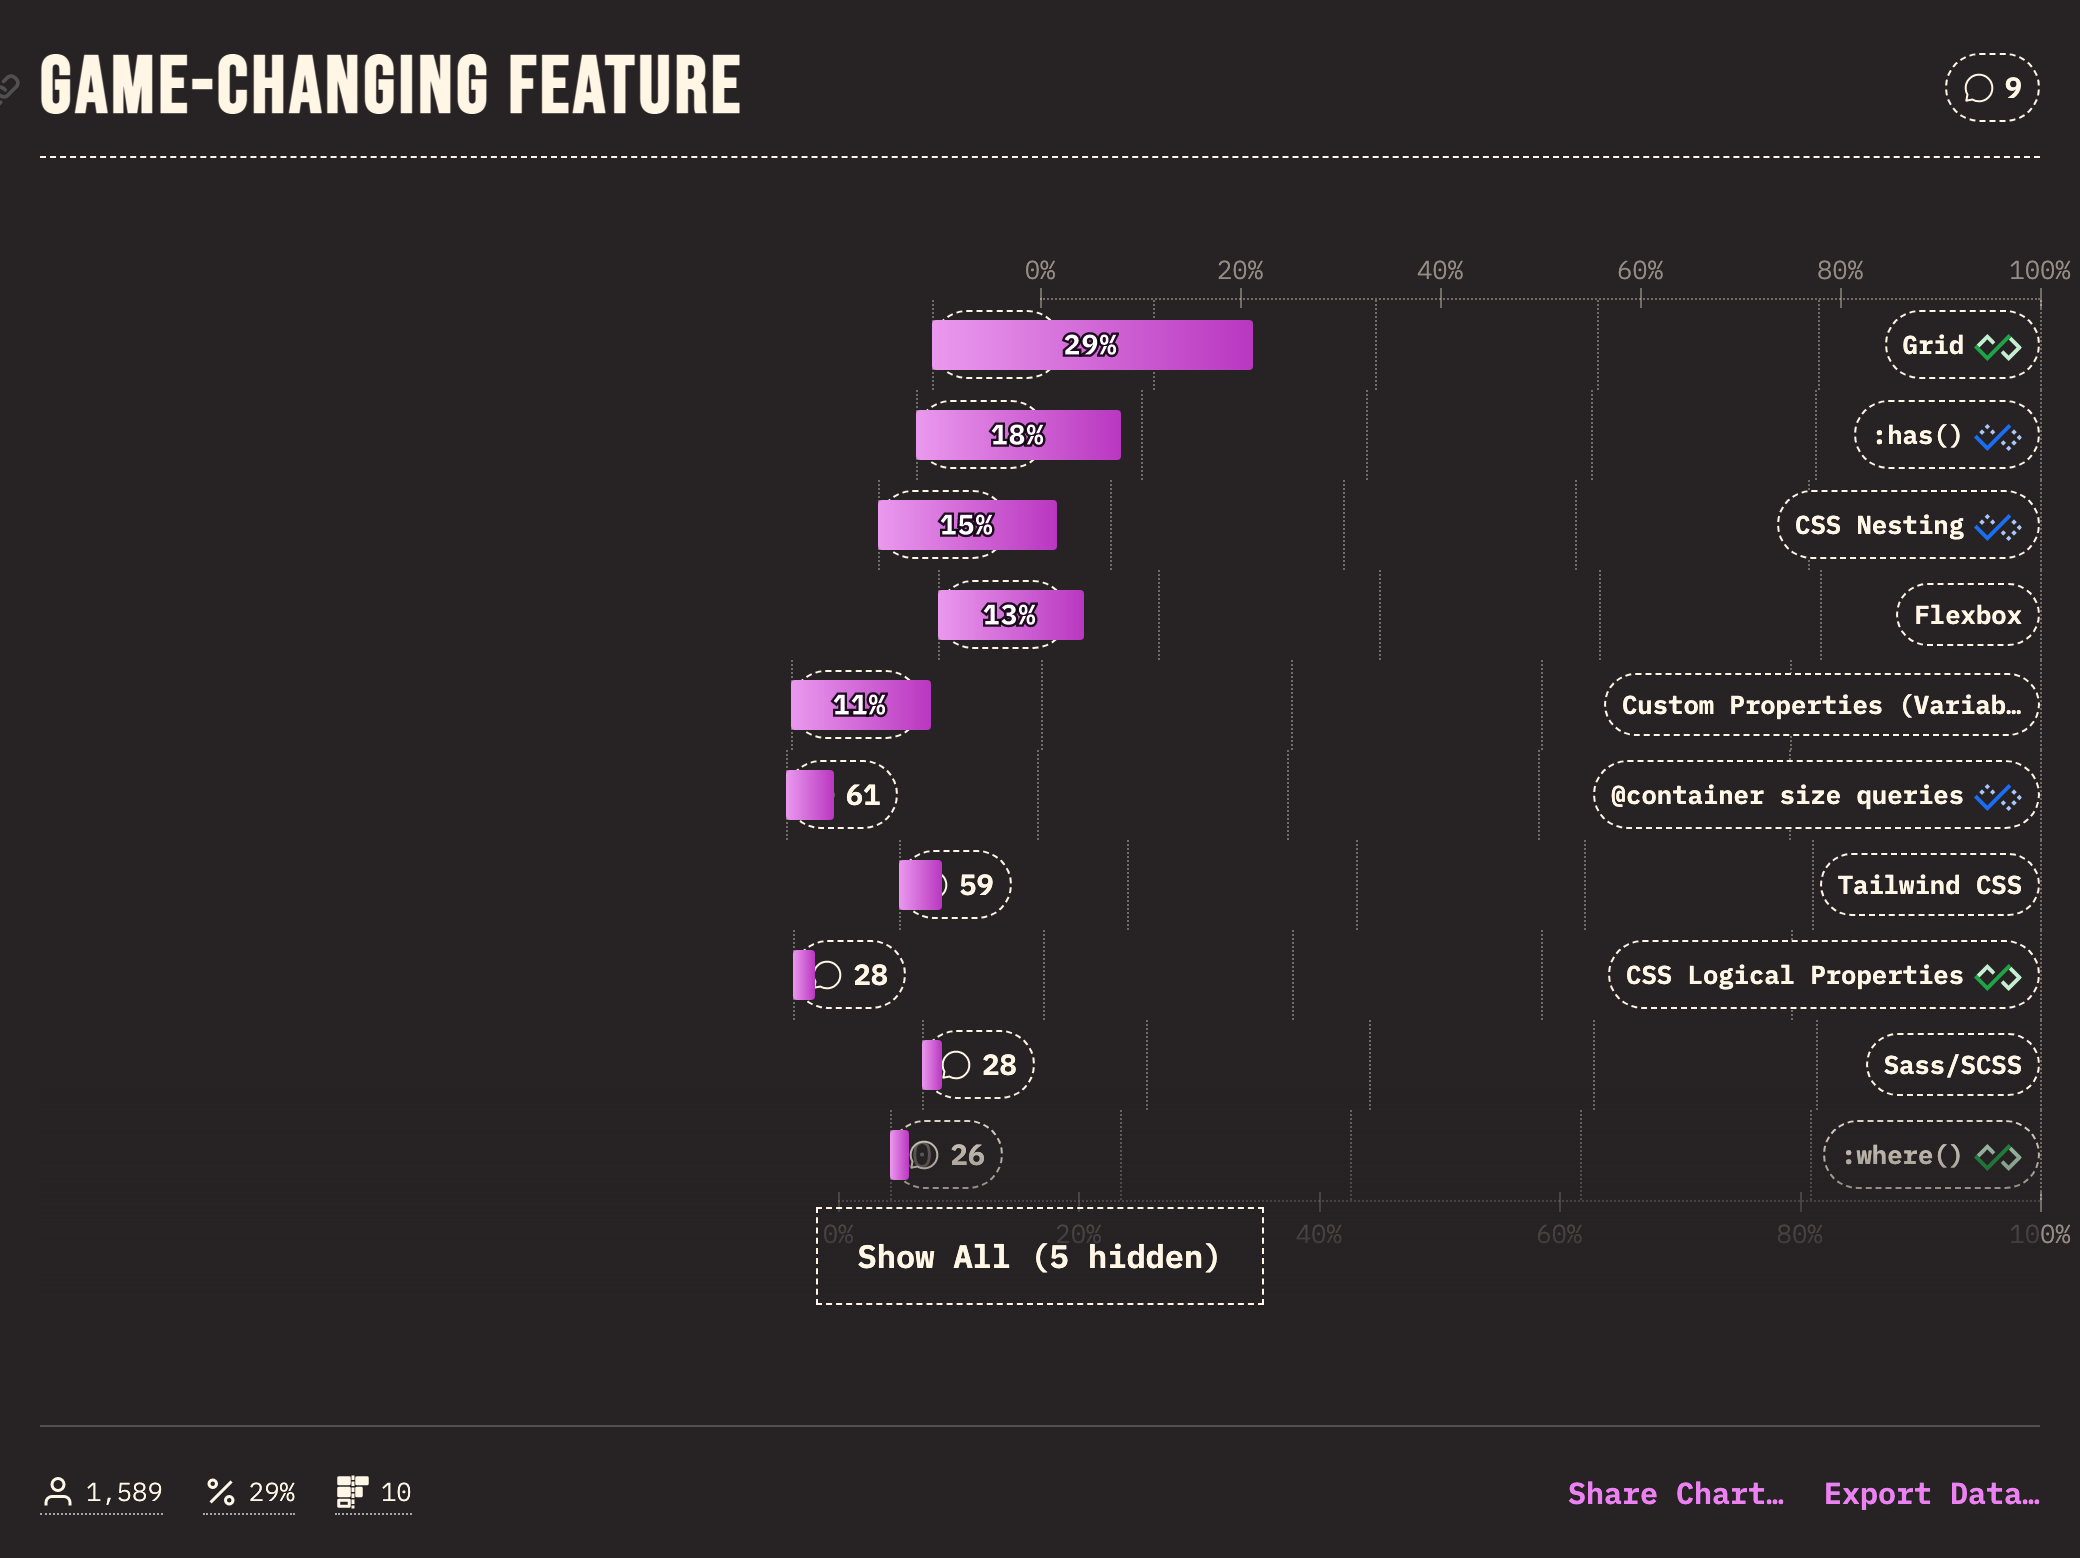 GAME-CHANGING FEATURE
9
0% 20% 40% 60% 80% 100%
29% Grid
18% :has()
15% CSS Nesting
13% Flexbox
11% Custom Properties (Variab…
61 @container size queries
59 Tailwind CSS
28 CSS Logical Properties
28 Sass/SCSS
26 :where()
0% 20% 40% 60% 80% 100%
Show All (5 hidden)
1,589 29% 10
Share Chart… Export Data…